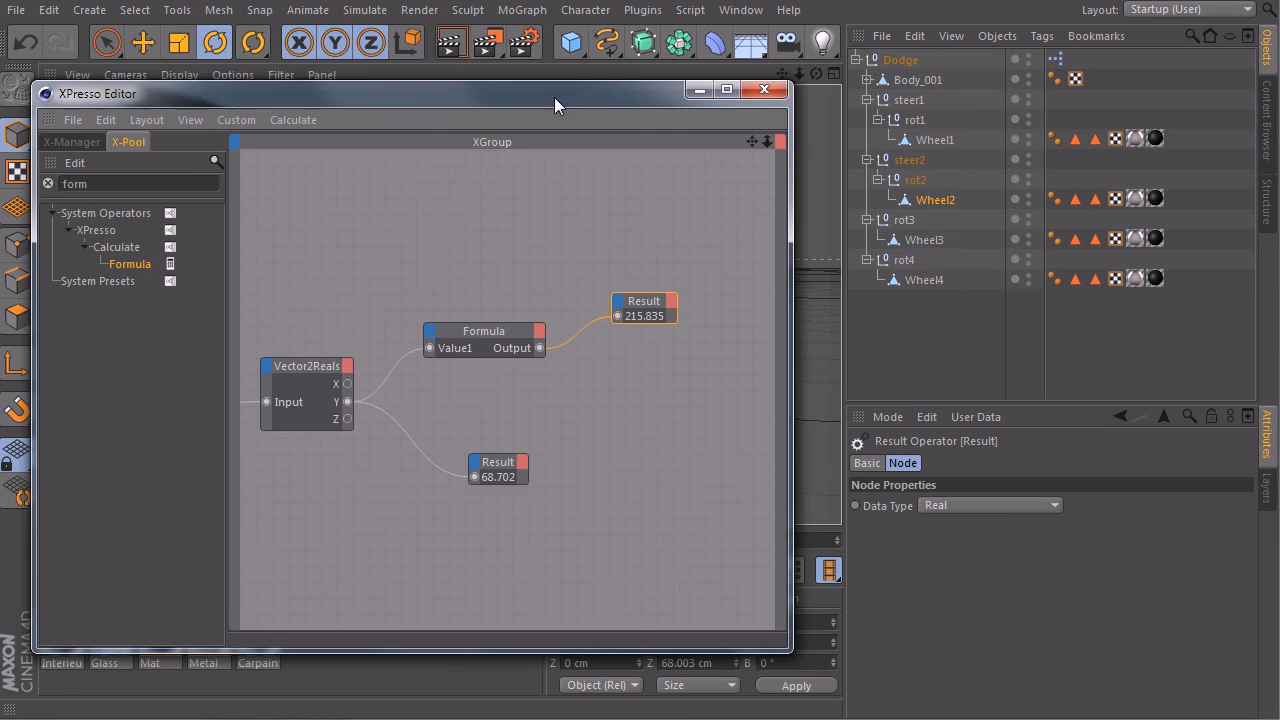 File Edit Create Select Tools Mesh Snap Animate Simulate Render Sculpt MoGraph Character Plugins Script Window Help
Layout: Startup (User)
File Edit View Objects Tags Bookmarks
View Cameras Display Options Filter Panel
XPresso Editor
File Edit Layout View Custom Calculate
X-Manager X-Pool
Edit
form
System Operators
XPresso
Calculate
Formula
System Presets
XGroup
Vector2Reals
X
Input Y
Z
Formula
Value1 Output
Result
215.835
Result
68.702
Dodge
Body_001
steer1
rot1
Wheel1
steer2
rot2
Wheel2
rot3
Wheel3
rot4
Wheel4
Objects
Content Browser
Structure
Mode Edit User Data
Result Operator [Result]
Basic Node
Node Properties
Data Type Real
Attributes
Layers
Interieu Glass Mat Metal Carpain
Z 0 cm Z 68.003 cm B 0 °
Object (Rel) Size Apply
MAXON
CINEMA4D